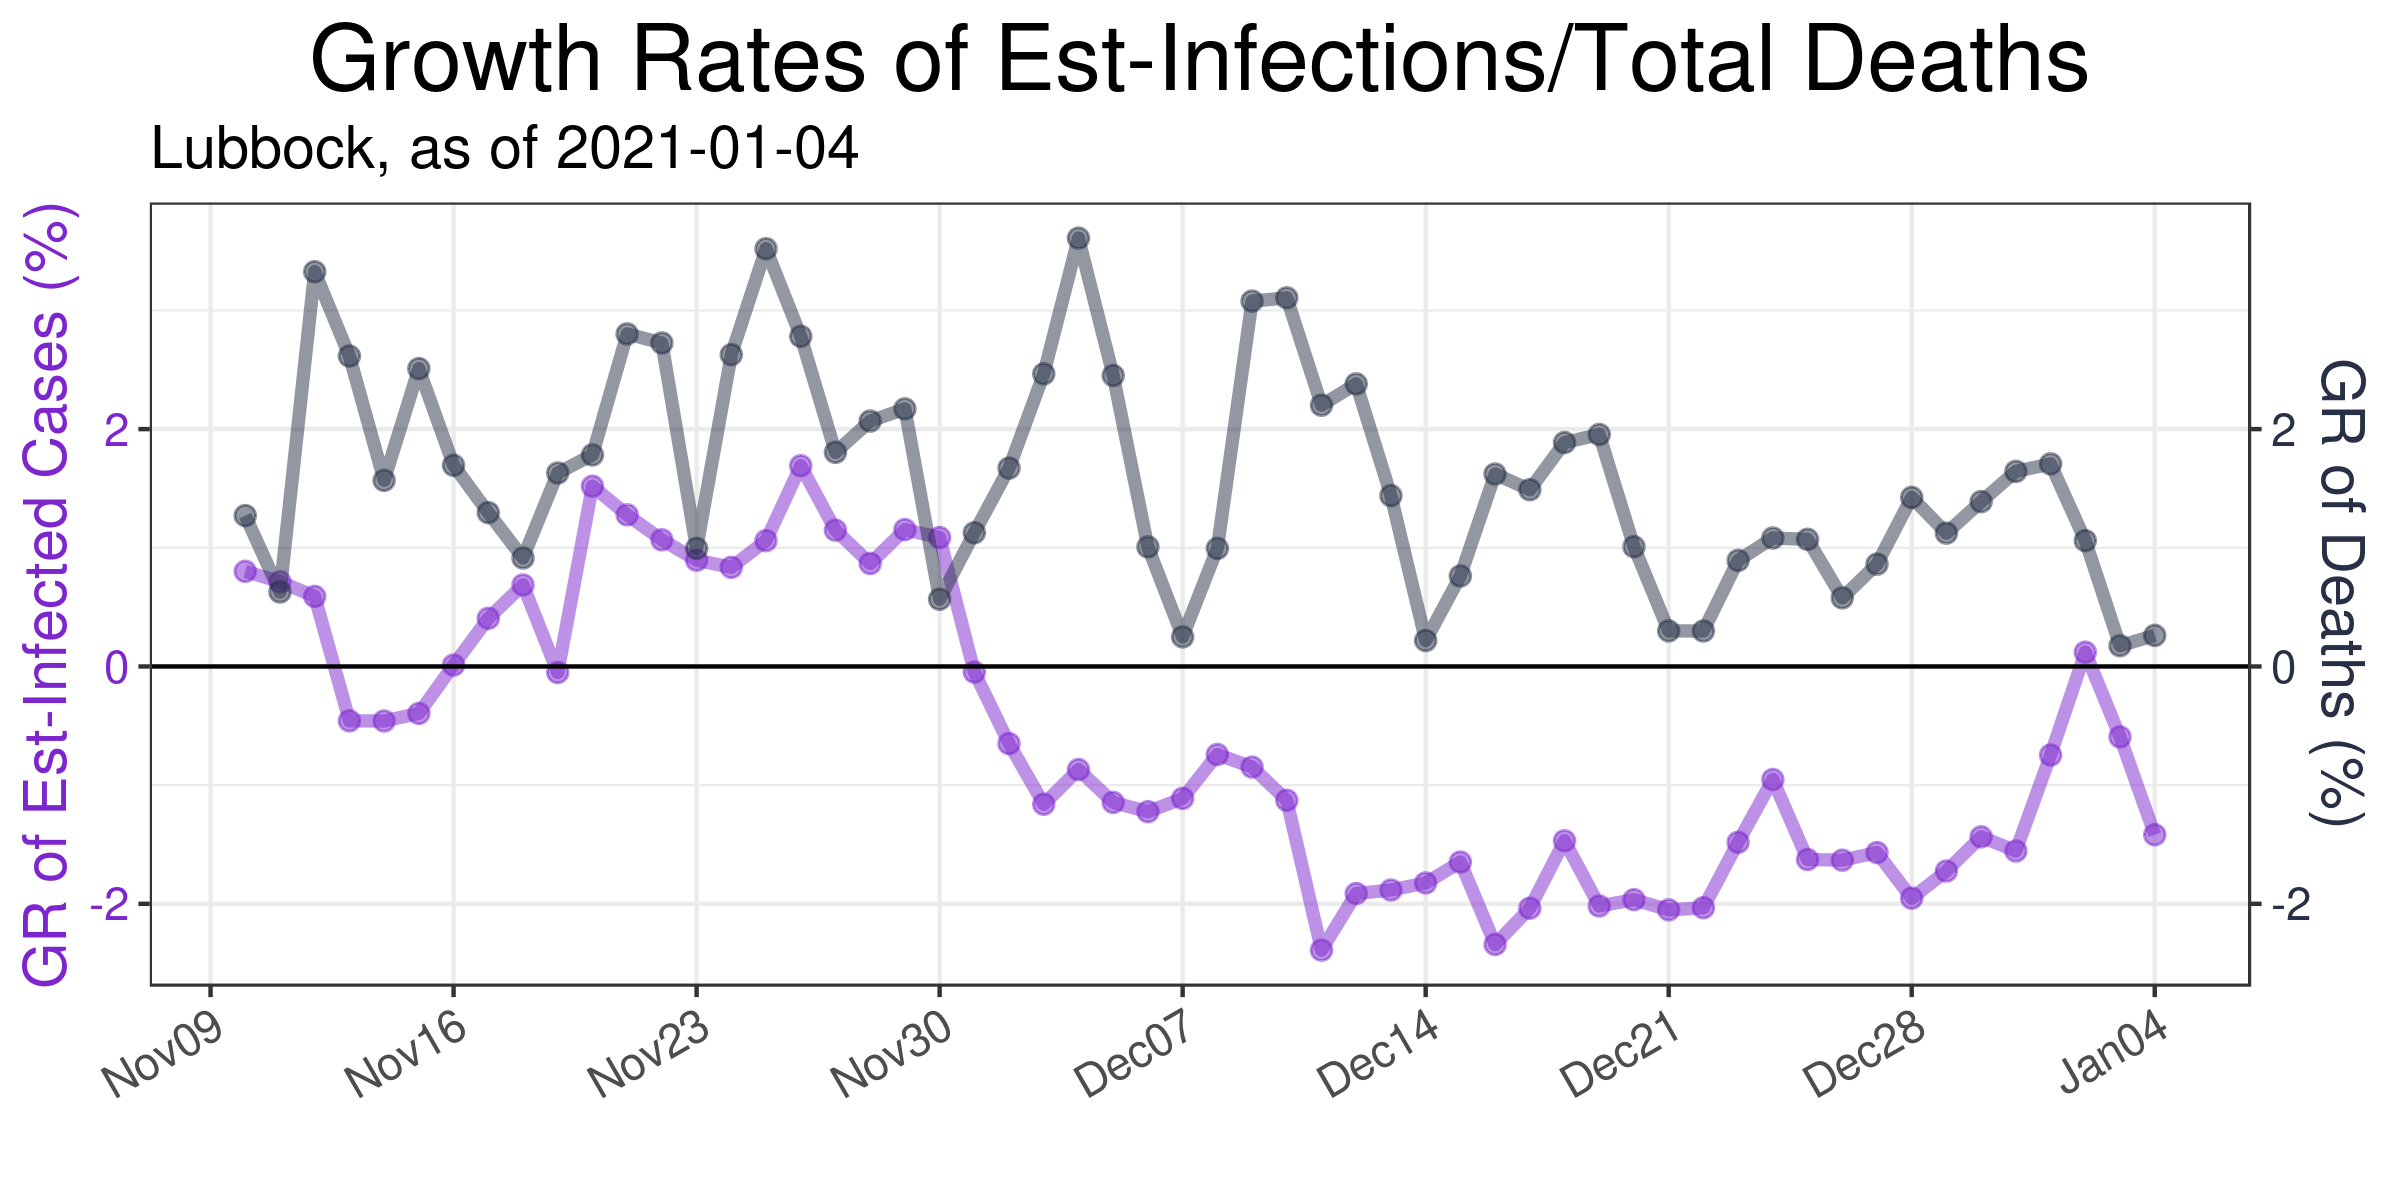 Growth Rates of Est-Infections/Total Deaths
Lubbock, as of 2021-01-04
GR of Est-Infected Cases (%)
2
0
-2
2
0
-2
GR of Deaths (%)
Nov09
Nov16
Nov23
Nov30
Dec07
Dec14
Dec21
Dec28
Jan04